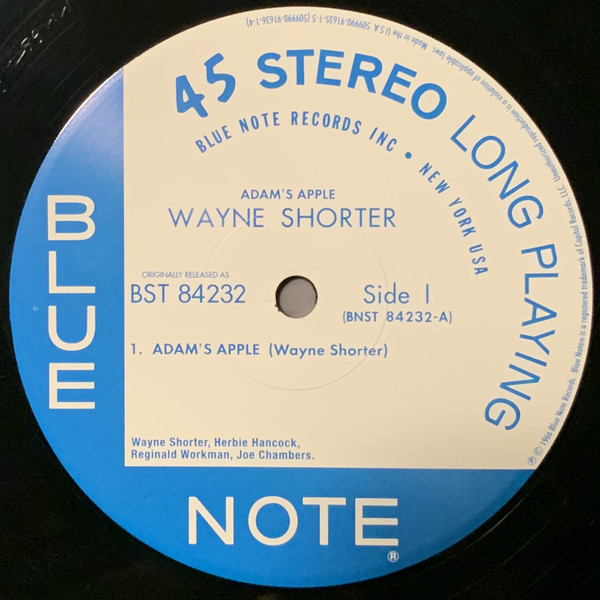 45 STEREO LONG PLAYING
BLUE NOTE RECORDS INC • NEW YORK USA
ADAM'S APPLE
WAYNE SHORTER
ORIGINALLY RELEASED AS
BST 84232
Side I
(BNST 84232-A)
1. ADAM'S APPLE (Wayne Shorter)
Wayne Shorter, Herbie Hancock,
Reginald Workman, Joe Chambers.
BLUE
NOTE®
℗ © 1966 Blue Note Records. Blue Note® is a registered trademark of Capitol Records, LLC. Unauthorized reproduction is a violation of applicable laws. Made in the U.S.A. 509990-91635-1-5 (509990-91636-1-4)